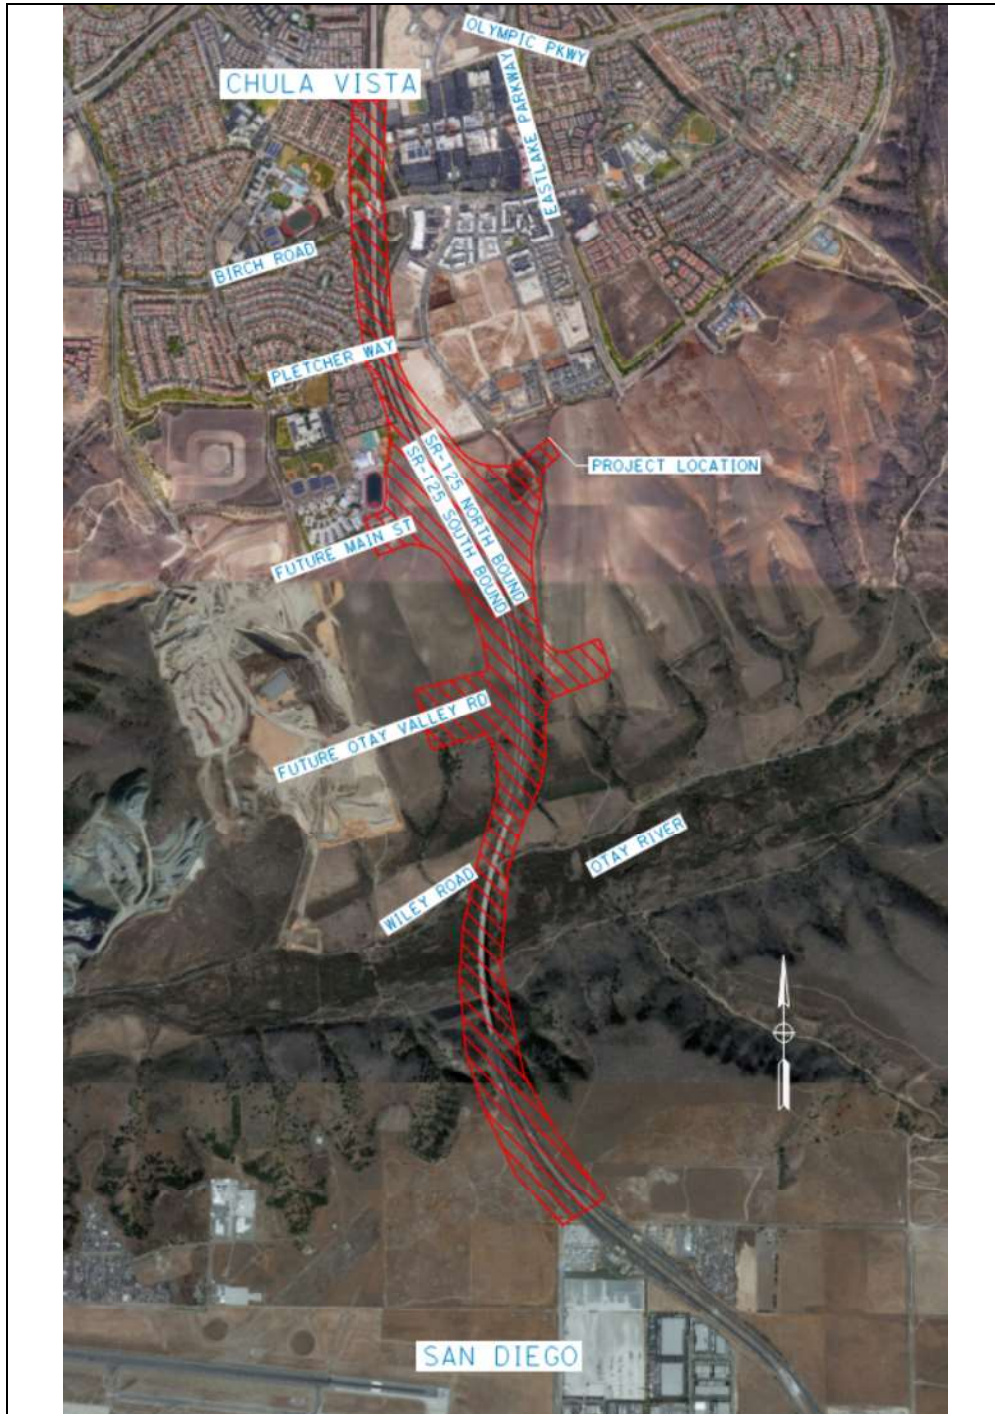 OLYMPIC PKWY
CHULA VISTA
EASTLAKE PARKWAY
BIRCH ROAD
PLETCHER WAY
SR-125 NORTH BOUND
SR-125 SOUTH BOUND
PROJECT LOCATION
FUTURE MAIN ST
FUTURE OTAY VALLEY RD
OTAY RIVER
WILEY ROAD
SAN DIEGO